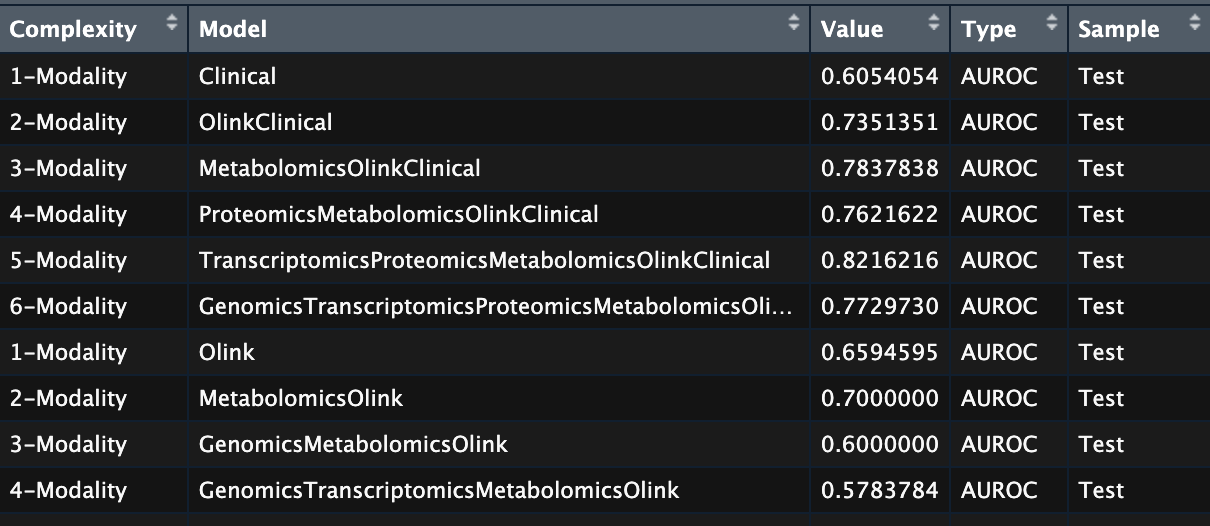 Complexity Model Value Type Sample
1-Modality Clinical 0.6054054 AUROC Test
2-Modality OlinkClinical 0.7351351 AUROC Test
3-Modality MetabolomicsOlinkClinical 0.7837838 AUROC Test
4-Modality ProteomicsMetabolomicsOlinkClinical 0.7621622 AUROC Test
5-Modality TranscriptomicsProteomicsMetabolomicsOlinkClinical 0.8216216 AUROC Test
6-Modality GenomicsTranscriptomicsProteomicsMetabolomicsOli... 0.7729730 AUROC Test
1-Modality Olink 0.6594595 AUROC Test
2-Modality MetabolomicsOlink 0.7000000 AUROC Test
3-Modality GenomicsMetabolomicsOlink 0.6000000 AUROC Test
4-Modality GenomicsTranscriptomicsMetabolomicsOlink 0.5783784 AUROC Test